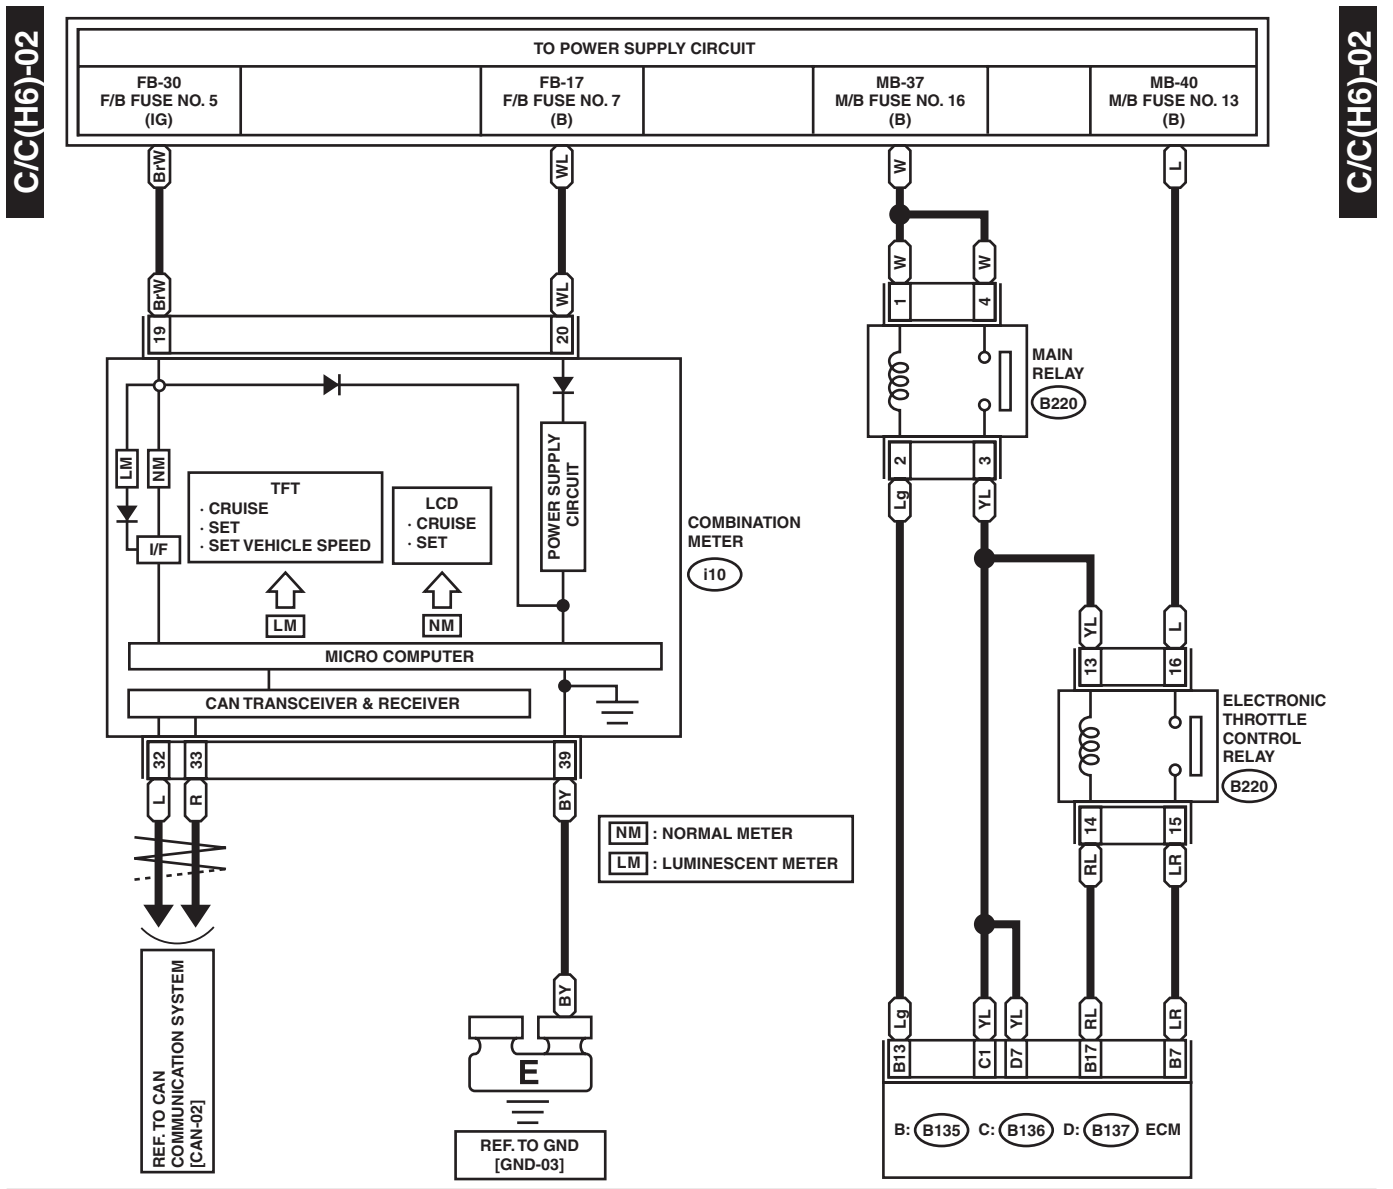 C/C(H6)-02
C/C(H6)-02
TO POWER SUPPLY CIRCUIT
FB-30
F/B FUSE NO. 5
(IG)
FB-17
F/B FUSE NO. 7
(B)
MB-37
M/B FUSE NO. 16
(B)
MB-40
M/B FUSE NO. 13
(B)
BrW
WL
W
L
BrW
WL
W
W
19
20
1
4
MAIN
RELAY
B220
2
3
Lg
YL
LM
NM
I/F
TFT
· CRUISE
· SET
· SET VEHICLE SPEED
LCD
· CRUISE
· SET
POWER SUPPLY
CIRCUIT
COMBINATION
METER
i10
LM
NM
MICRO COMPUTER
CAN TRANSCEIVER & RECEIVER
YL
L
13
16
ELECTRONIC
THROTTLE
CONTROL
RELAY
B220
14
15
RL
LR
32
33
39
L
R
BY
NM : NORMAL METER
LM : LUMINESCENT METER
REF. TO CAN
COMMUNICATION SYSTEM
[CAN-02]
BY
E
REF. TO GND
[GND-03]
Lg
YL
YL
RL
LR
B13
C1
D7
B17
B7
B: B135 C: B136 D: B137 ECM